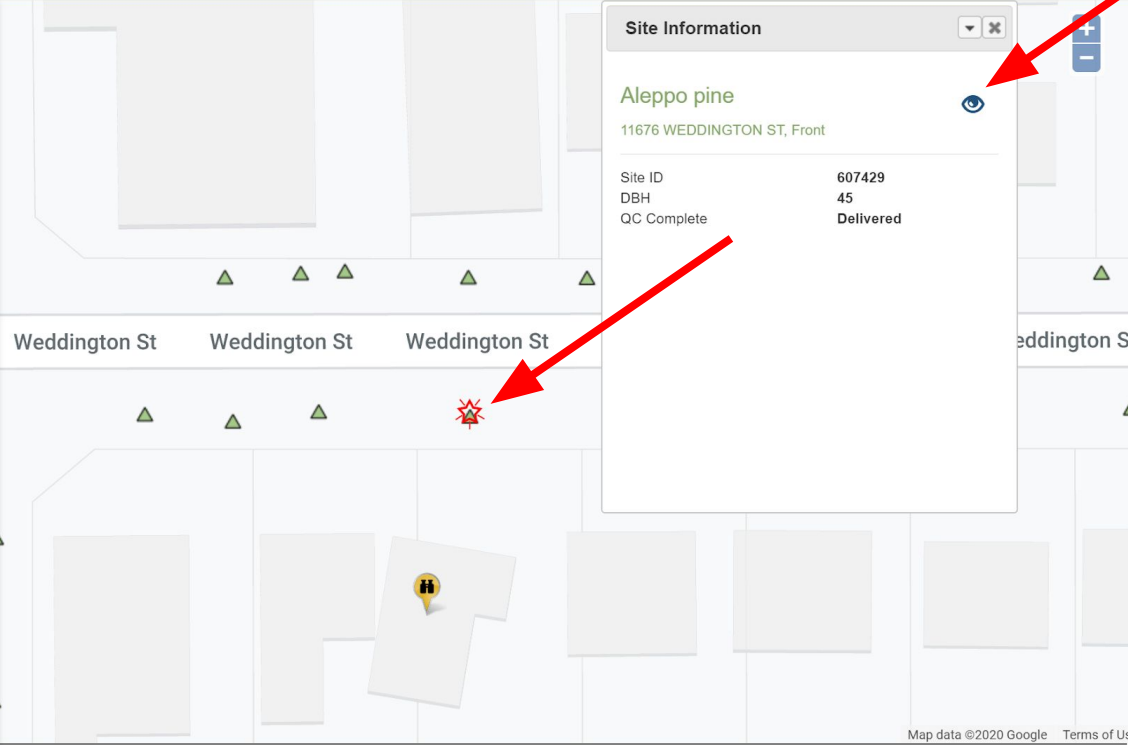 Site Information
Aleppo pine
11676 WEDDINGTON ST, Front
Site ID 607429
DBH 45
QC Complete Delivered
Weddington St Weddington St Weddington St eddington S
Map data ©2020 Google Terms of Us